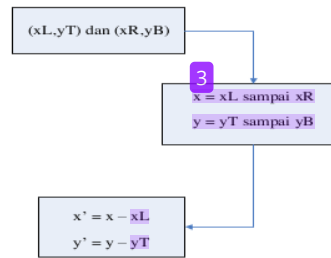 (xL,yT) dan (xR,yB)
3
x = xL sampai xR
y = yT sampai yB
x’ = x – xL
y’ = y – yT